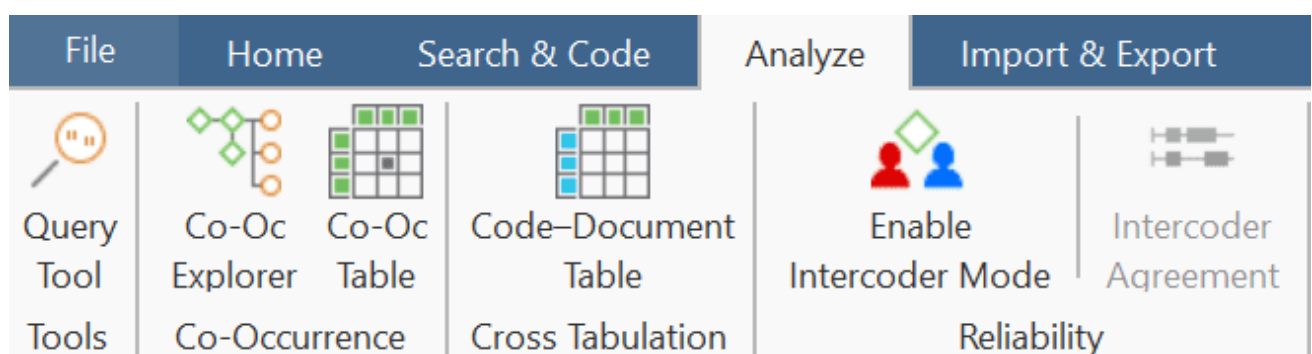 File Home Search & Code Analyze Import & Export
Query Co-Oc Co-Oc Code–Document Enable Intercoder
Tool Explorer Table Table Intercoder Mode Agreement
Tools Co-Occurrence Cross Tabulation Reliability